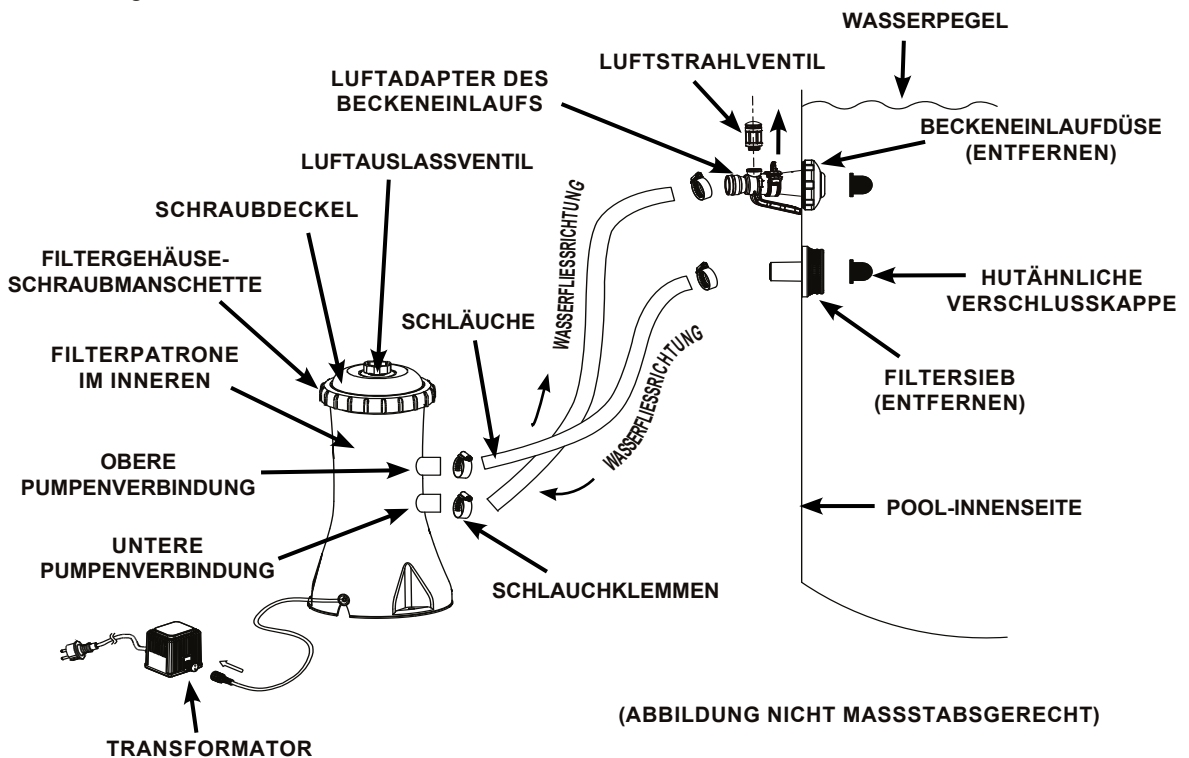 WASSERPEGEL
LUFTSTRAHLVENTIL
LUFTADAPTER DES
BECKENEINLAUFS
BECKENEINLAUFDÜSE
(ENTFERNEN)
LUFTAUSLASSVENTIL
SCHRAUBDECKEL
FILTERGEHÄUSE-
SCHRAUBMANSCHETTE
WASSERFLIESSRICHTUNG
HUTÄHNLICHE
VERSCHLUSSKAPPE
SCHLÄUCHE
WASSERFLIESSRICHTUNG
FILTERPATRONE
IM INNEREN
FILTERSIEB
(ENTFERNEN)
OBERE
PUMPENVERBINDUNG
POOL-INNENSEITE
UNTERE
PUMPENVERBINDUNG
SCHLAUCHKLEMMEN
(ABBILDUNG NICHT MASSSTABSGERECHT)
TRANSFORMATOR